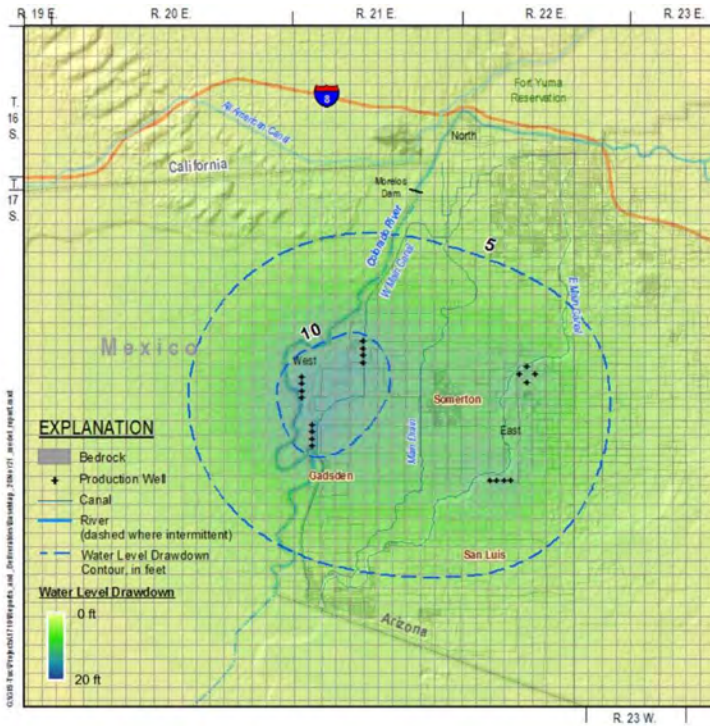 R. 19 E. R. 20 E. R. 21 E. R. 22 E. R. 23 E.
T.
16
S.
T.
17
S.
8
Fort Yuma
Reservation
All American Canal
North
California
Morelos
Dam
Colorado River
W Main Canal
5
E Main Canal
10
Mexico
West
Somerton
East
Main Drain
Gadsden
San Luis
Arizona
EXPLANATION
Bedrock
Production Well
Canal
River
(dashed where intermittent)
Water Level Drawdown
Contour, in feet
Water Level Drawdown
0 ft
20 ft
R. 23 W.